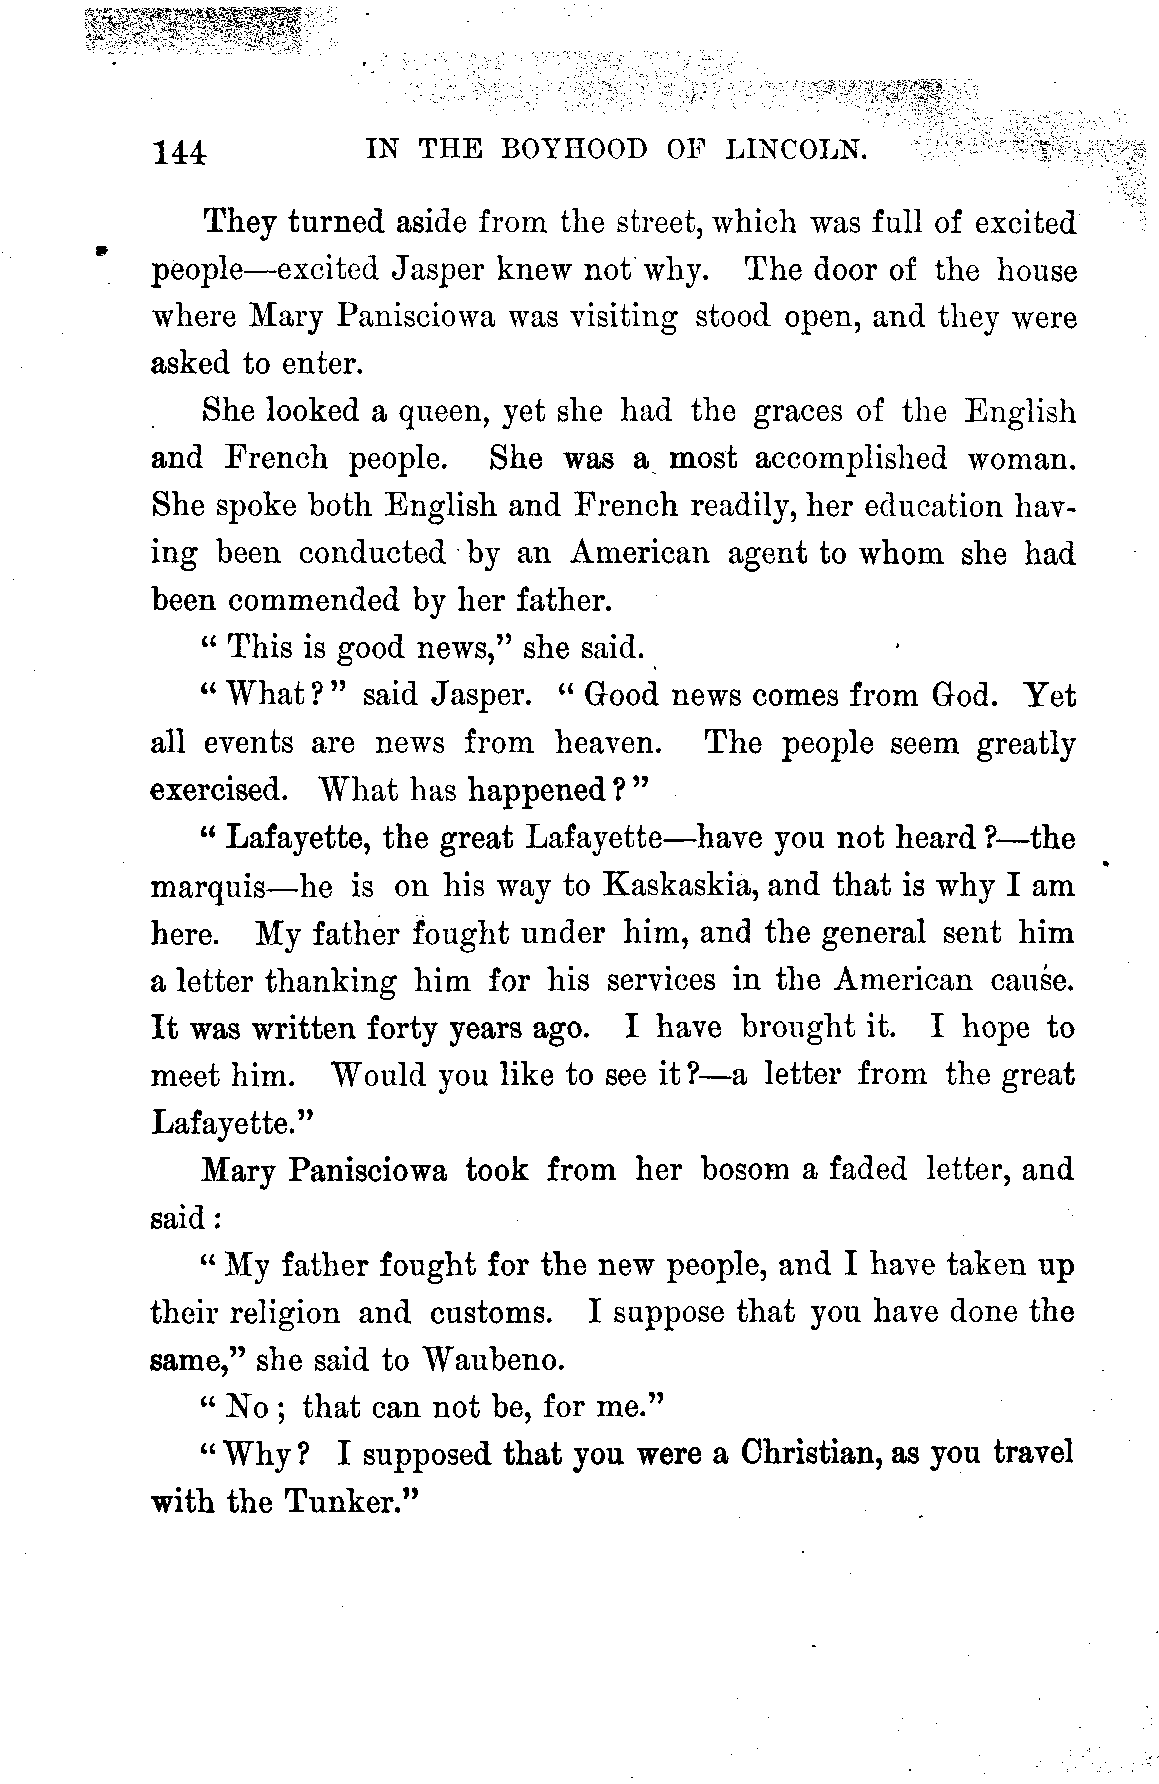 144 IN THE BOYHOOD OF LINCOLN.
They turned aside from the street, which was full of excited
people—excited Jasper knew not why. The door of the house
where Mary Panisciowa was visiting stood open, and they were
asked to enter.
She looked a queen, yet she had the graces of the English
and French people. She was a most accomplished woman.
She spoke both English and French readily, her education hav-
ing been conducted by an American agent to whom she had
been commended by her father.
“ This is good news,” she said.
“ What ? ” said Jasper. “ Good news comes from God. Yet
all events are news from heaven. The people seem greatly
exercised. What has happened ? ”
“ Lafayette, the great Lafayette—have you not heard ?—the
marquis—he is on his way to Kaskaskia, and that is why I am
here. My father fought under him, and the general sent him
a letter thanking him for his services in the American cause.
It was written forty years ago. I have brought it. I hope to
meet him. Would you like to see it ?—a letter from the great
Lafayette.”
Mary Panisciowa took from her bosom a faded letter, and
said :
“ My father fought for the new people, and I have taken up
their religion and customs. I suppose that you have done the
same,” she said to Waubeno.
“ No ; that can not be, for me.”
“ Why ? I supposed that you were a Christian, as you travel
with the Tunker.”